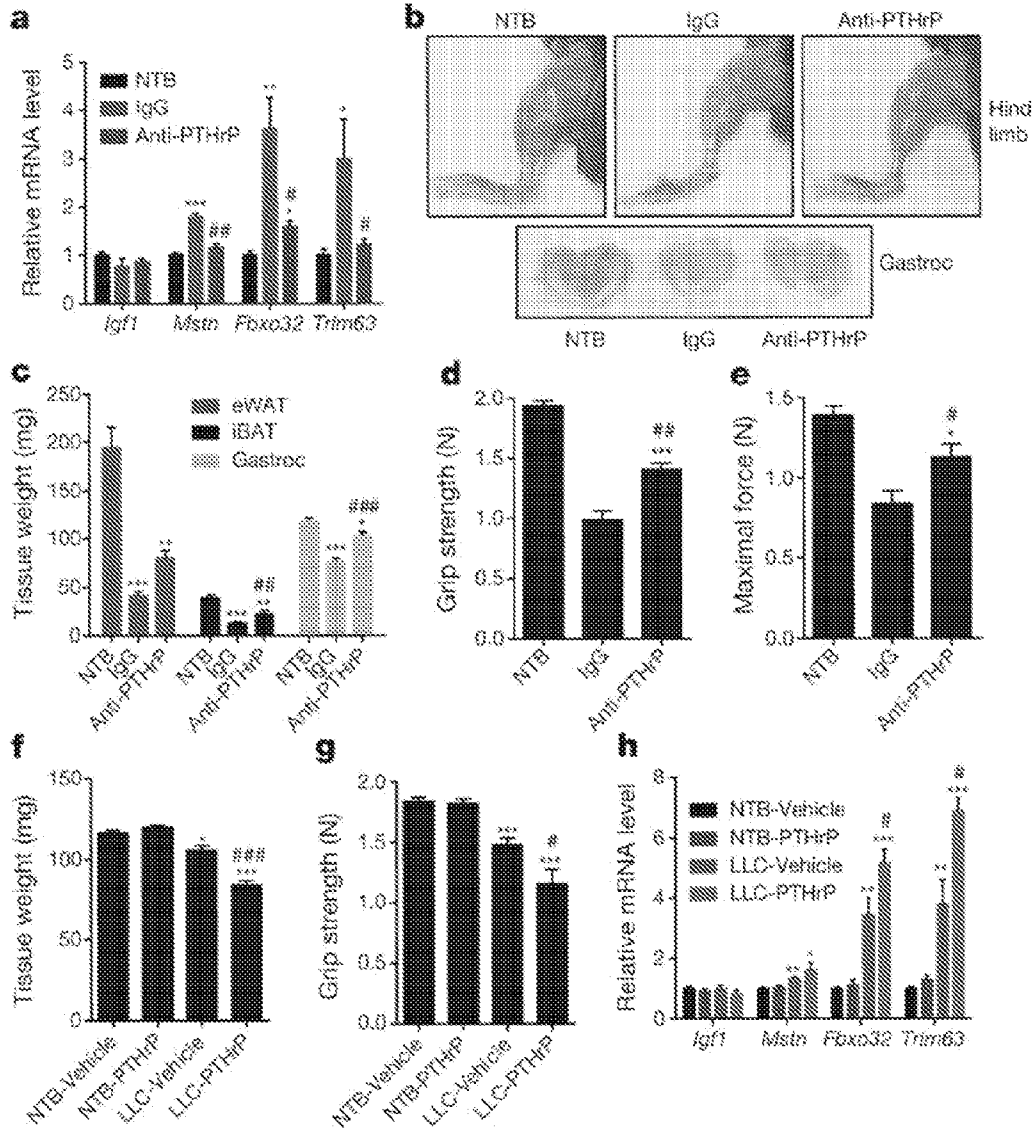 a
Relative mRNA level
5
4
3
2
1
0
NTB
IgG
Anti-PTHrP
***
##
**
#
*
*
#
Igf1 Mstn Fbxo32 Trim63
b
NTB IgG Anti-PTHrP
Hind
limb
Gastroc
NTB IgG Anti-PTHrP
c
Tissue weight (mg)
250
200
150
100
50
0
eWAT
iBAT
Gastroc
***
**
***
##
**
***
###
*
NTB
IgG
Anti-PTHrP
NTB
IgG
Anti-PTHrP
NTB
IgG
Anti-PTHrP
d
Grip strength (N)
2.0
1.5
1.0
0.5
0.0
##
***
NTB
IgG
Anti-PTHrP
e
Maximal force (N)
1.5
1.0
0.5
0.0
#
*
NTB
IgG
Anti-PTHrP
f
Tissue weight (mg)
150
100
50
0
*
###
***
NTB-Vehicle
NTB-PTHrP
LLC-Vehicle
LLC-PTHrP
g
Grip strength (N)
2.0
1.5
1.0
0.5
0.0
***
#
***
NTB-Vehicle
NTB-PTHrP
LLC-Vehicle
LLC-PTHrP
h
Relative mRNA level
8
6
4
2
0
NTB-Vehicle
NTB-PTHrP
LLC-Vehicle
LLC-PTHrP
**
*
**
#
***
**
#
***
Igf1 Mstn Fbxo32 Trim63